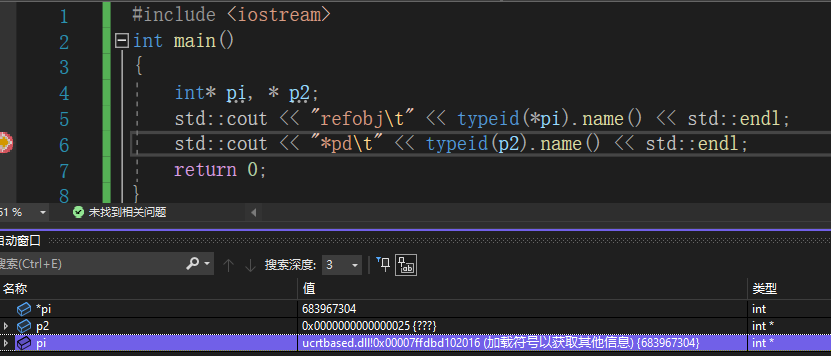 1 #include <iostream>
2 int main()
3 {
4 int* pi, * p2;
5 std::cout << "refobj\t" << typeid(*pi).name() << std::endl;
6 std::cout << "*pd\t" << typeid(p2).name() << std::endl;
7 return 0;
8 }
51 % 未找到相关问题
自动窗口
搜索(Ctrl+E) 搜索深度: 3
名称 值 类型
*pi 683967304 int
p2 0x0000000000000025 {???} int *
pi ucrtbased.dll!0x00007ffdbd102016 (加载符号以获取其他信息) {683967304} int *